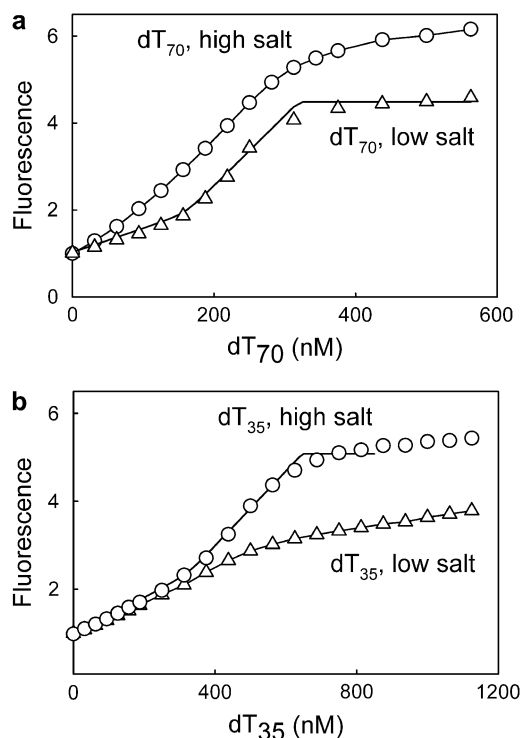 a
6
4
2
0
Fluorescence
dT70, high salt
dT70, low salt
0
200
400
600
dT70 (nM)
b
6
4
2
Fluorescence
dT35, high salt
dT35, low salt
0
400
800
1200
dT35 (nM)